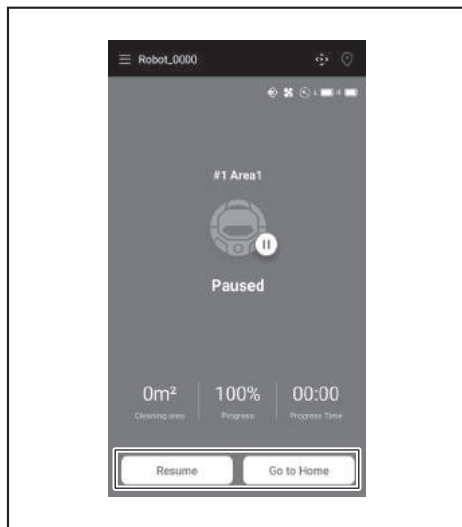 Robot_0000
L R
#1 Area1
Paused
0m² 100% 00:00
Cleaning area Progress Progress Time
Resume Go to Home